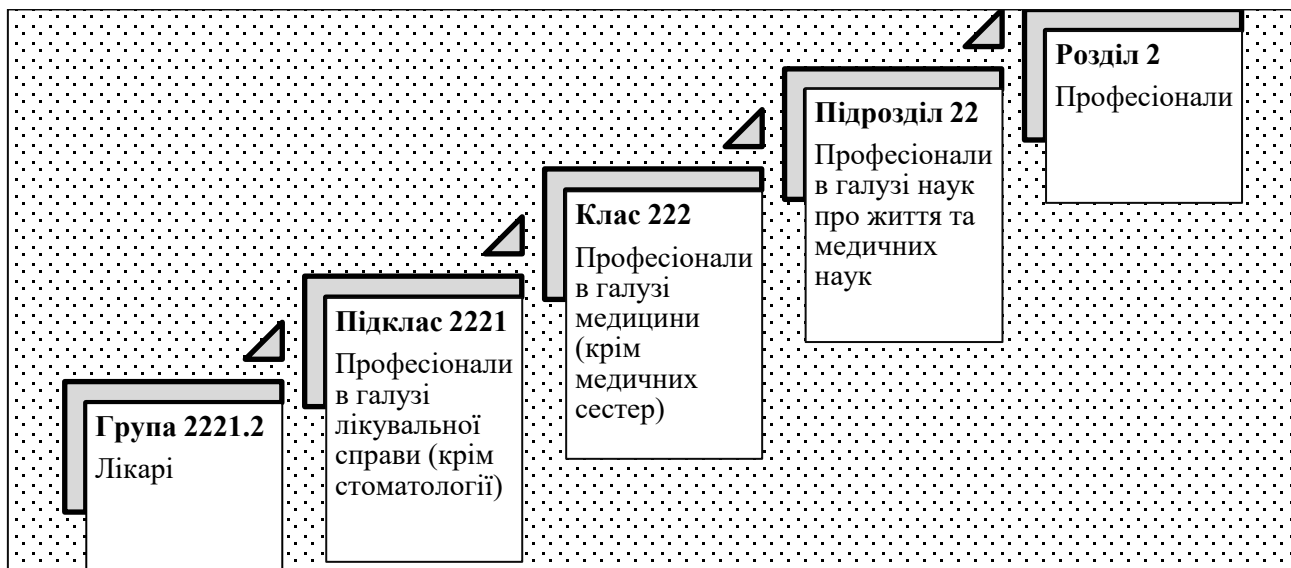 Група 2221.2
Лікарі
Підклас 2221
Професіонали
в галузі
лікувальної
справи (крім
стоматології)
Клас 222
Професіонали
в галузі
медицини
(крім
медичних
сестер)
Підрозділ 22
Професіонали
в галузі наук
про життя та
медичних
наук
Розділ 2
Професіонали